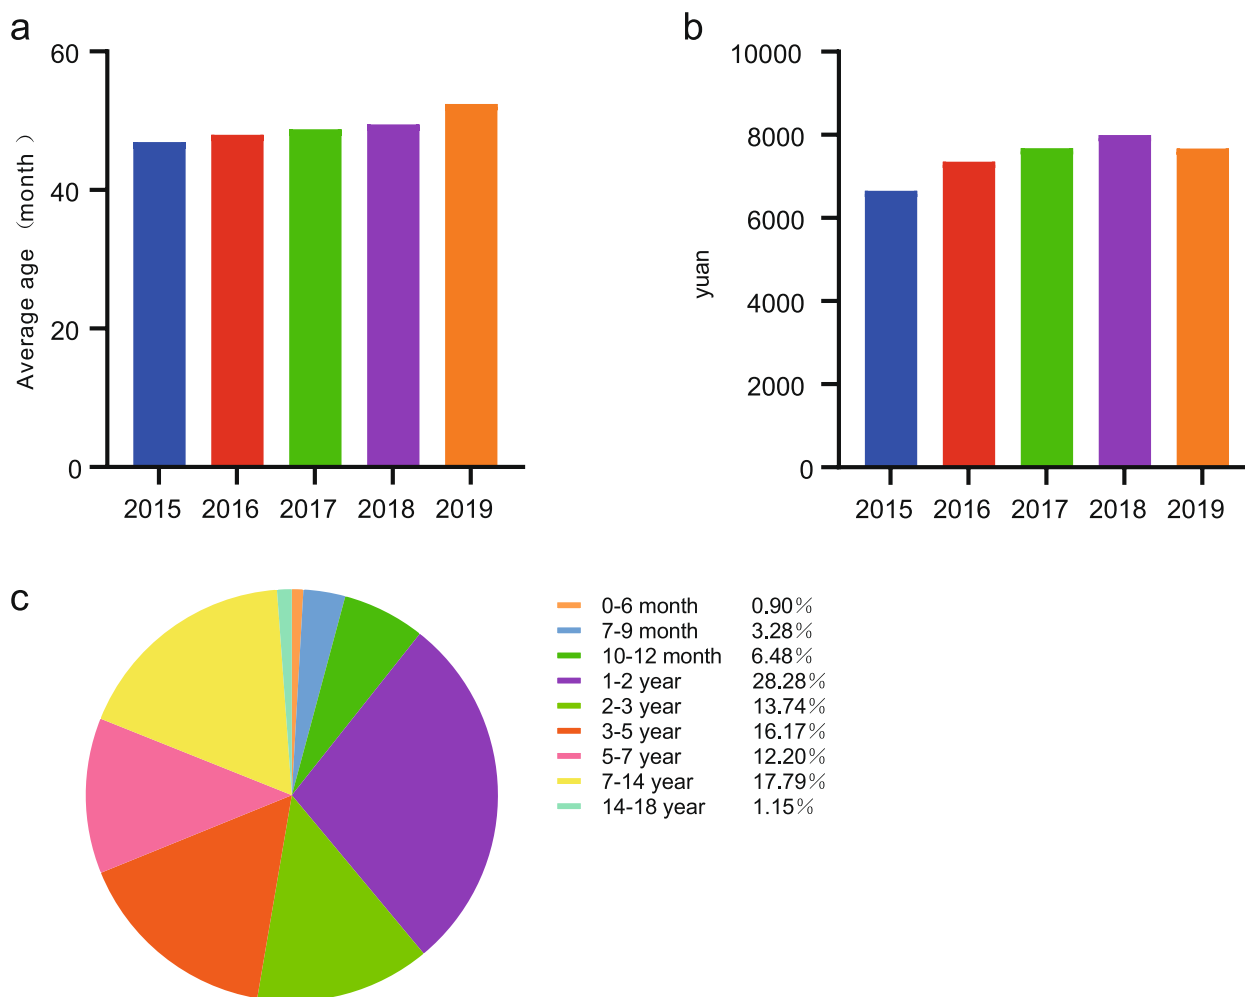 a
60
40
20
0
Average age （month ）
2015 2016 2017 2018 2019
b
10000
8000
6000
4000
2000
0
yuan
2015 2016 2017 2018 2019
c
0-6 month 0.90%
7-9 month 3.28%
10-12 month 6.48%
1-2 year 28.28%
2-3 year 13.74%
3-5 year 16.17%
5-7 year 12.20%
7-14 year 17.79%
14-18 year 1.15%